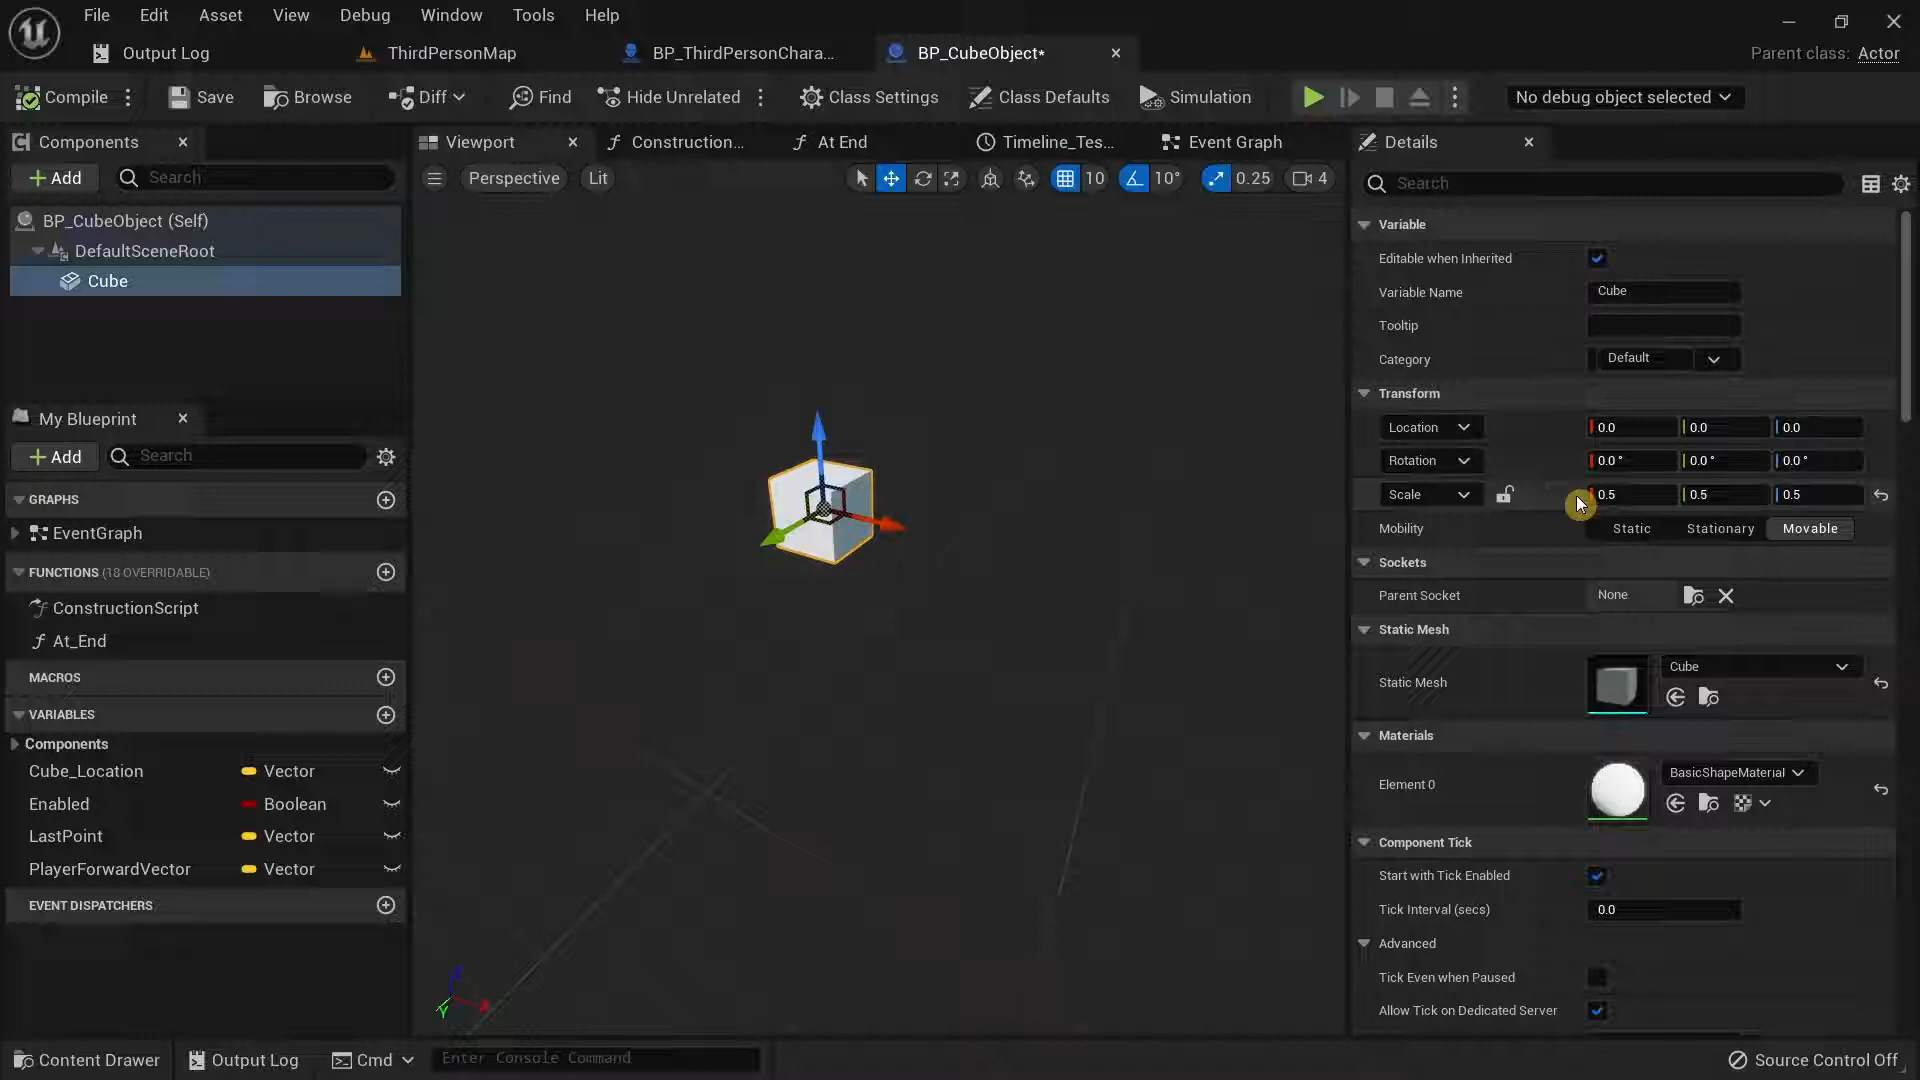 File Edit Asset View Debug Window Tools Help
Output Log ThirdPersonMap BP_ThirdPersonChara... BP_CubeObject* Parent class: Actor
Compile Save Browse Diff Find Hide Unrelated Class Settings Class Defaults Simulation No debug object selected
Components Viewport Construction... At End Timeline_Tes... Event Graph Details
Add Search Perspective Lit 10 10° 0.25 4 Search
BP_CubeObject (Self)
DefaultSceneRoot
Cube
My Blueprint
Add Search
GRAPHS
EventGraph
FUNCTIONS (18 OVERRIDABLE)
ConstructionScript
At_End
MACROS
VARIABLES
Components
Cube_Location Vector
Enabled Boolean
LastPoint Vector
PlayerForwardVector Vector
EVENT DISPATCHERS
Z
X
Y
Variable
Editable when Inherited
Variable Name Cube
Tooltip
Category Default
Transform
Location 0.0 0.0 0.0
Rotation 0.0° 0.0° 0.0°
Scale 0.5 0.5 0.5
Mobility Static Stationary Movable
Sockets
Parent Socket None
Static Mesh
Static Mesh Cube
Materials
Element 0 BasicShapeMaterial
Component Tick
Start with Tick Enabled
Tick Interval (secs) 0.0
Advanced
Tick Even when Paused
Allow Tick on Dedicated Server
Content Drawer Output Log Cmd Enter Console Command Source Control Off